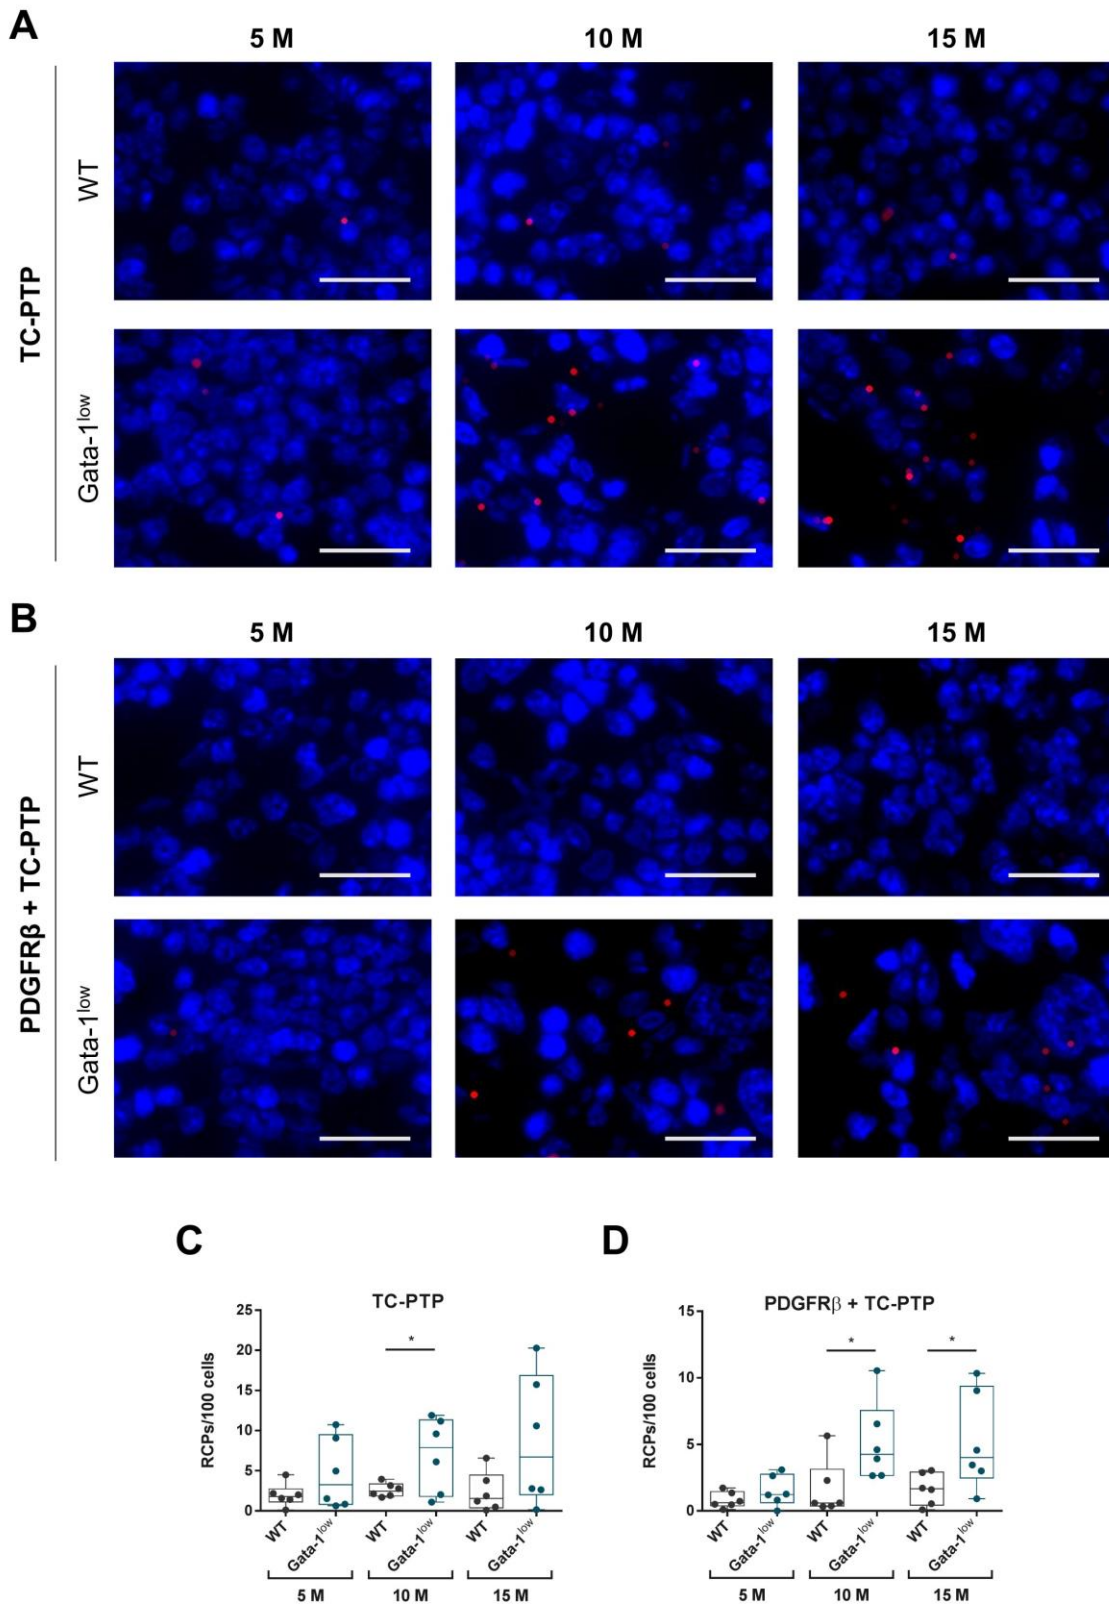 A
5 M 10 M 15 M
TC-PTP
WT
Gata-1low
B
5 M 10 M 15 M
PDGFRβ + TC-PTP
WT
Gata-1low
C
TC-PTP
RCPs/100 cells
25
20
15
10
5
0
*
WT Gata-1low WT Gata-1low WT Gata-1low
5 M 10 M 15 M
D
PDGFRβ + TC-PTP
RCPs/100 cells
15
10
5
0
* *
WT Gata-1low WT Gata-1low WT Gata-1low
5 M 10 M 15 M